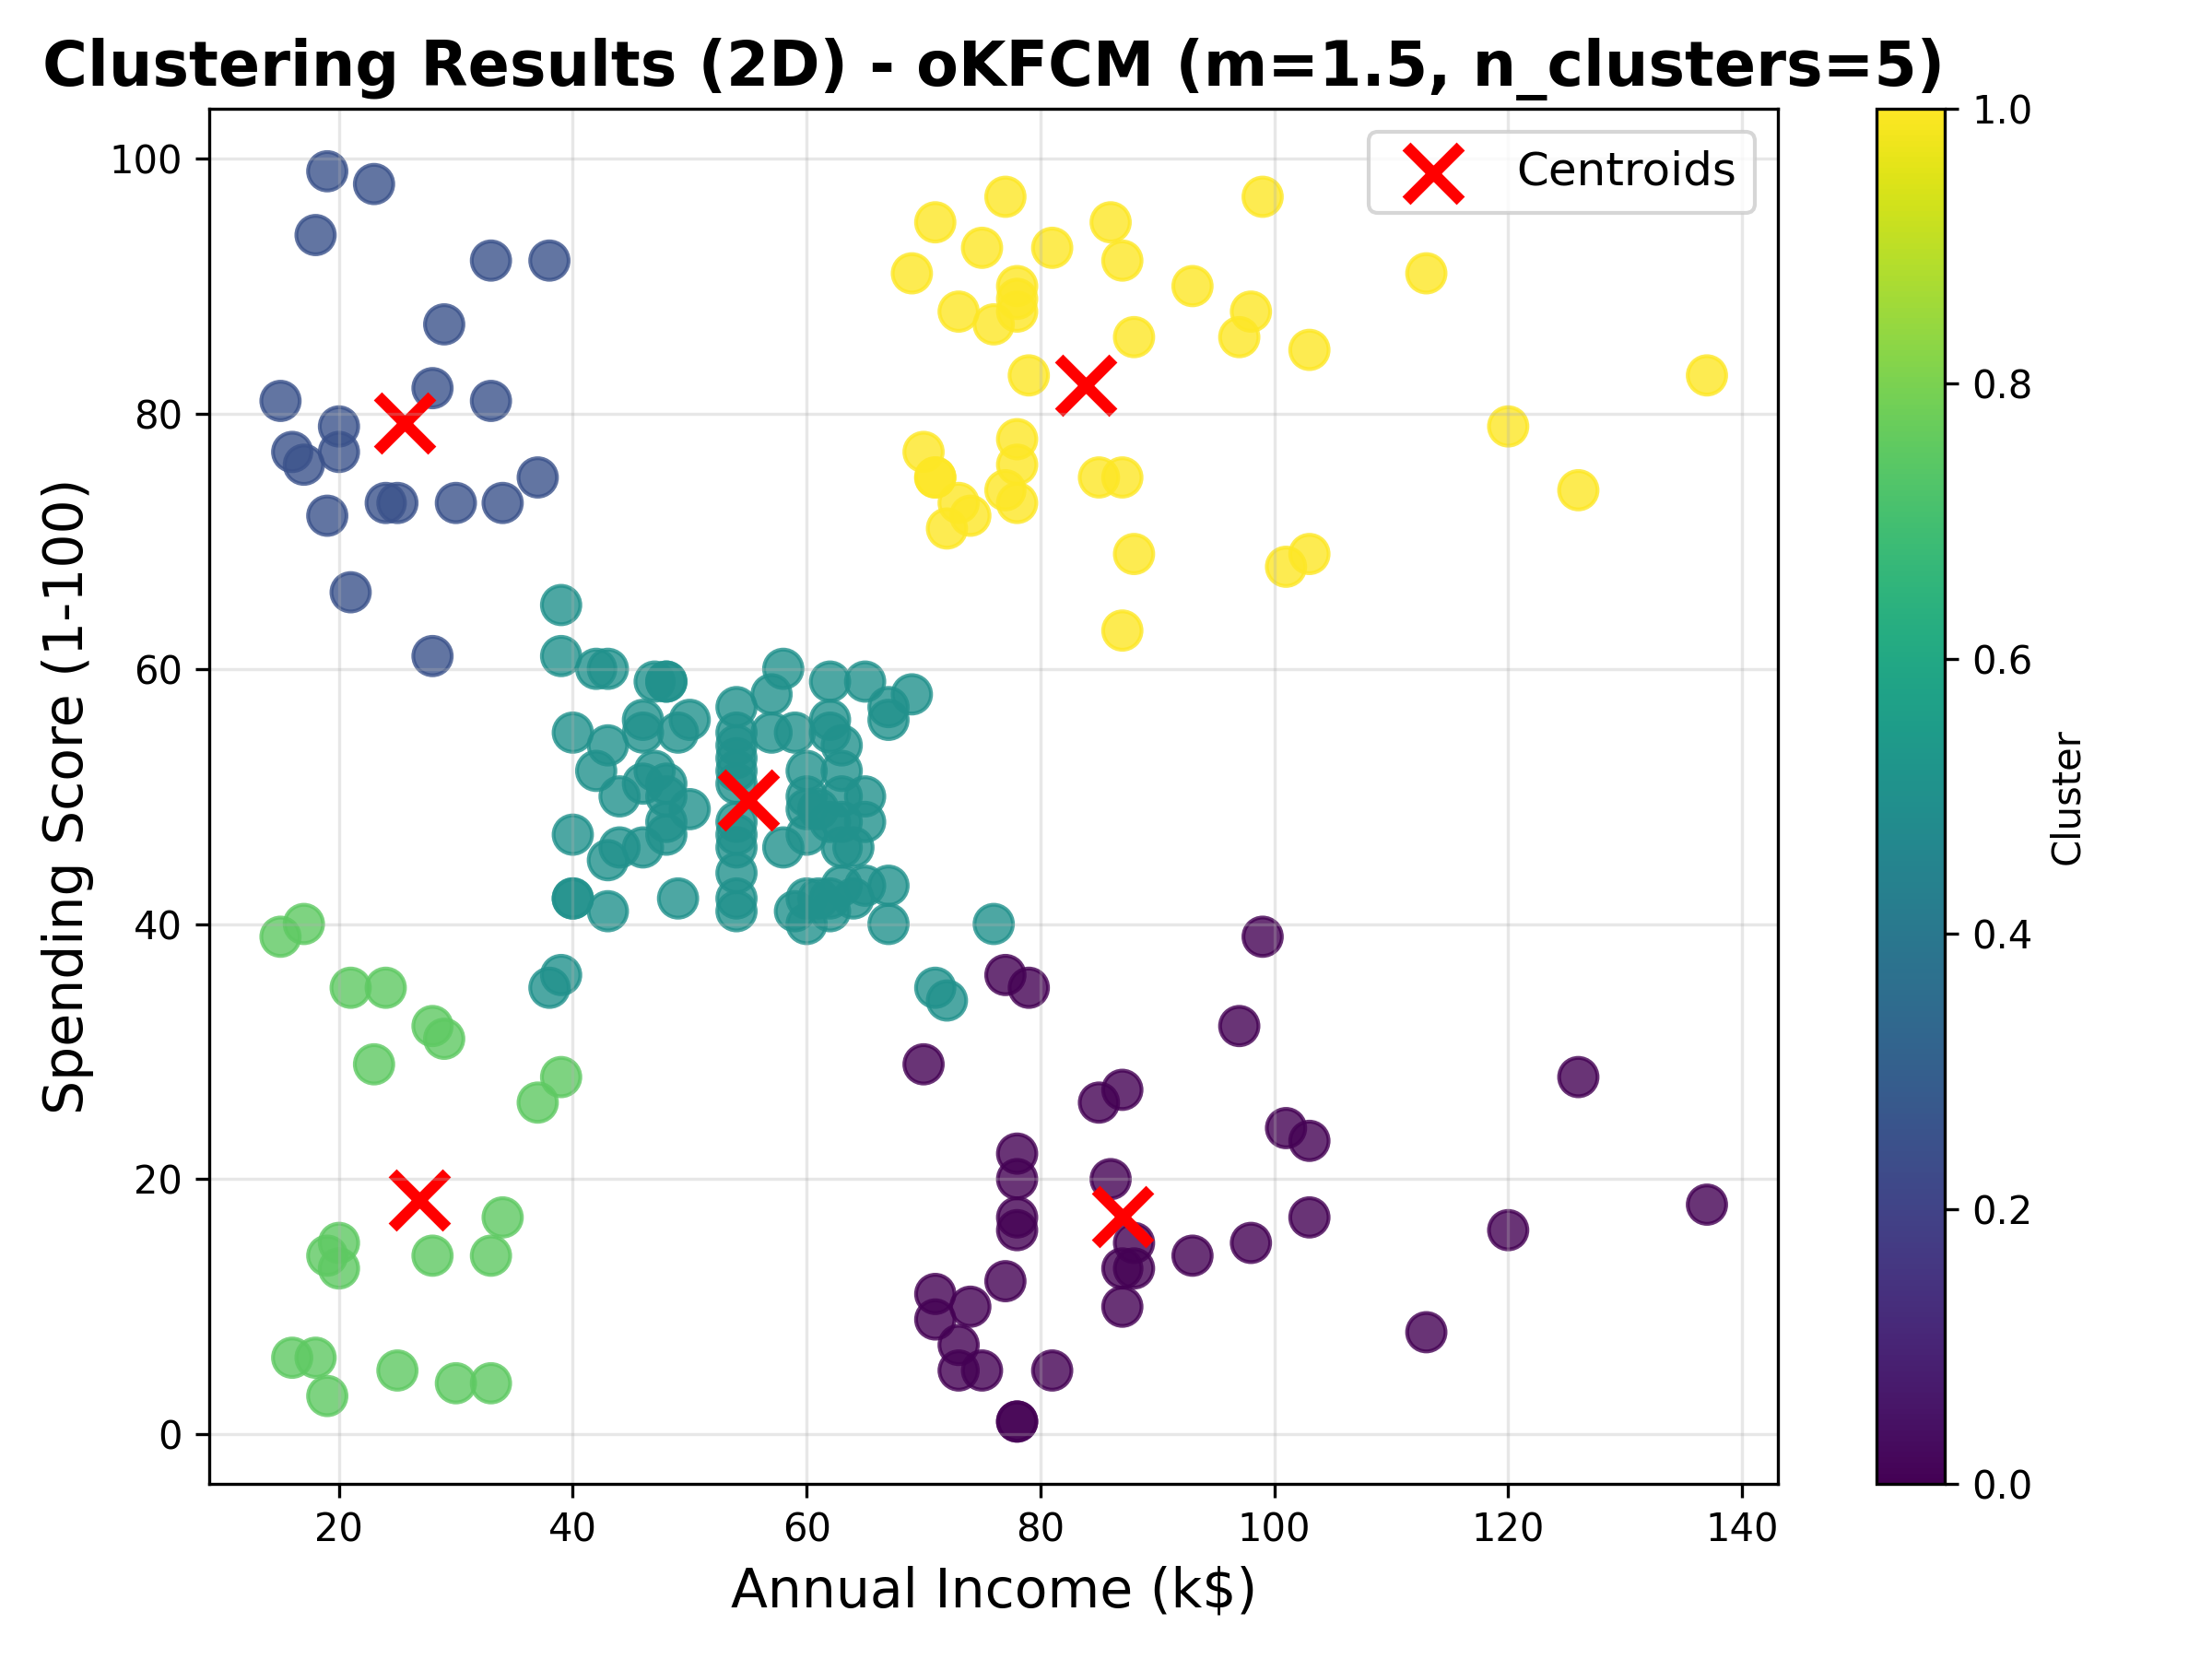 Clustering Results (2D) - oKFCM (m=1.5, n_clusters=5)
Centroids
100
80
60
40
20
0
Spending Score (1-100)
20 40 60 80 100 120 140
Annual Income (k$)
1.0
0.8
0.6
0.4
0.2
0.0
Cluster